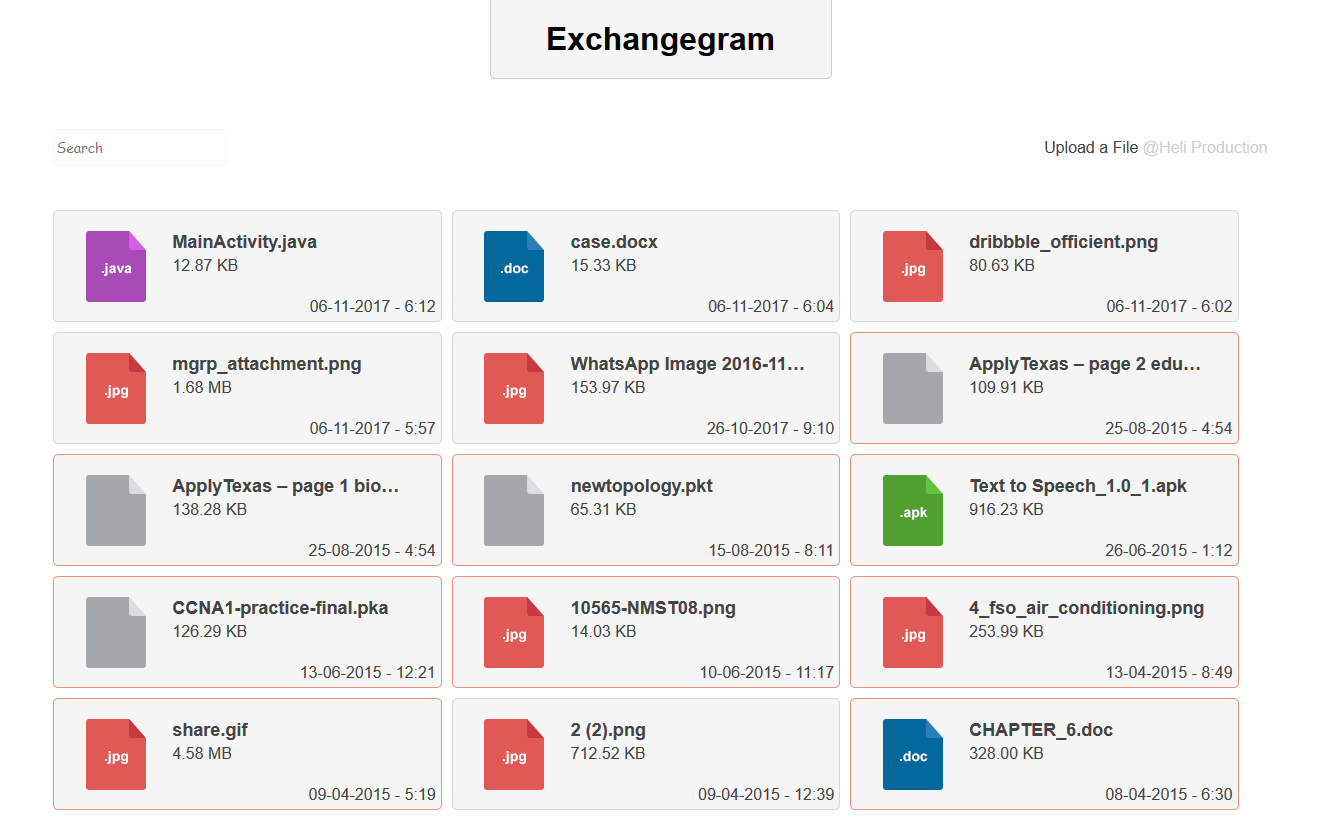 Exchangegram
Search
Upload a File @Heli Production
.java
MainActivity.java
12.87 KB
06-11-2017 - 6:12
.doc
case.docx
15.33 KB
06-11-2017 - 6:04
.jpg
dribbble_officient.png
80.63 KB
06-11-2017 - 6:02
.jpg
mgrp_attachment.png
1.68 MB
06-11-2017 - 5:57
.jpg
WhatsApp Image 2016-11...
153.97 KB
26-10-2017 - 9:10
ApplyTexas – page 2 edu...
109.91 KB
25-08-2015 - 4:54
ApplyTexas – page 1 bio...
138.28 KB
25-08-2015 - 4:54
newtopology.pkt
65.31 KB
15-08-2015 - 8:11
.apk
Text to Speech_1.0_1.apk
916.23 KB
26-06-2015 - 1:12
CCNA1-practice-final.pka
126.29 KB
13-06-2015 - 12:21
.jpg
10565-NMST08.png
14.03 KB
10-06-2015 - 11:17
.jpg
4_fso_air_conditioning.png
253.99 KB
13-04-2015 - 8:49
.jpg
share.gif
4.58 MB
09-04-2015 - 5:19
.jpg
2 (2).png
712.52 KB
09-04-2015 - 12:39
.doc
CHAPTER_6.doc
328.00 KB
08-04-2015 - 6:30